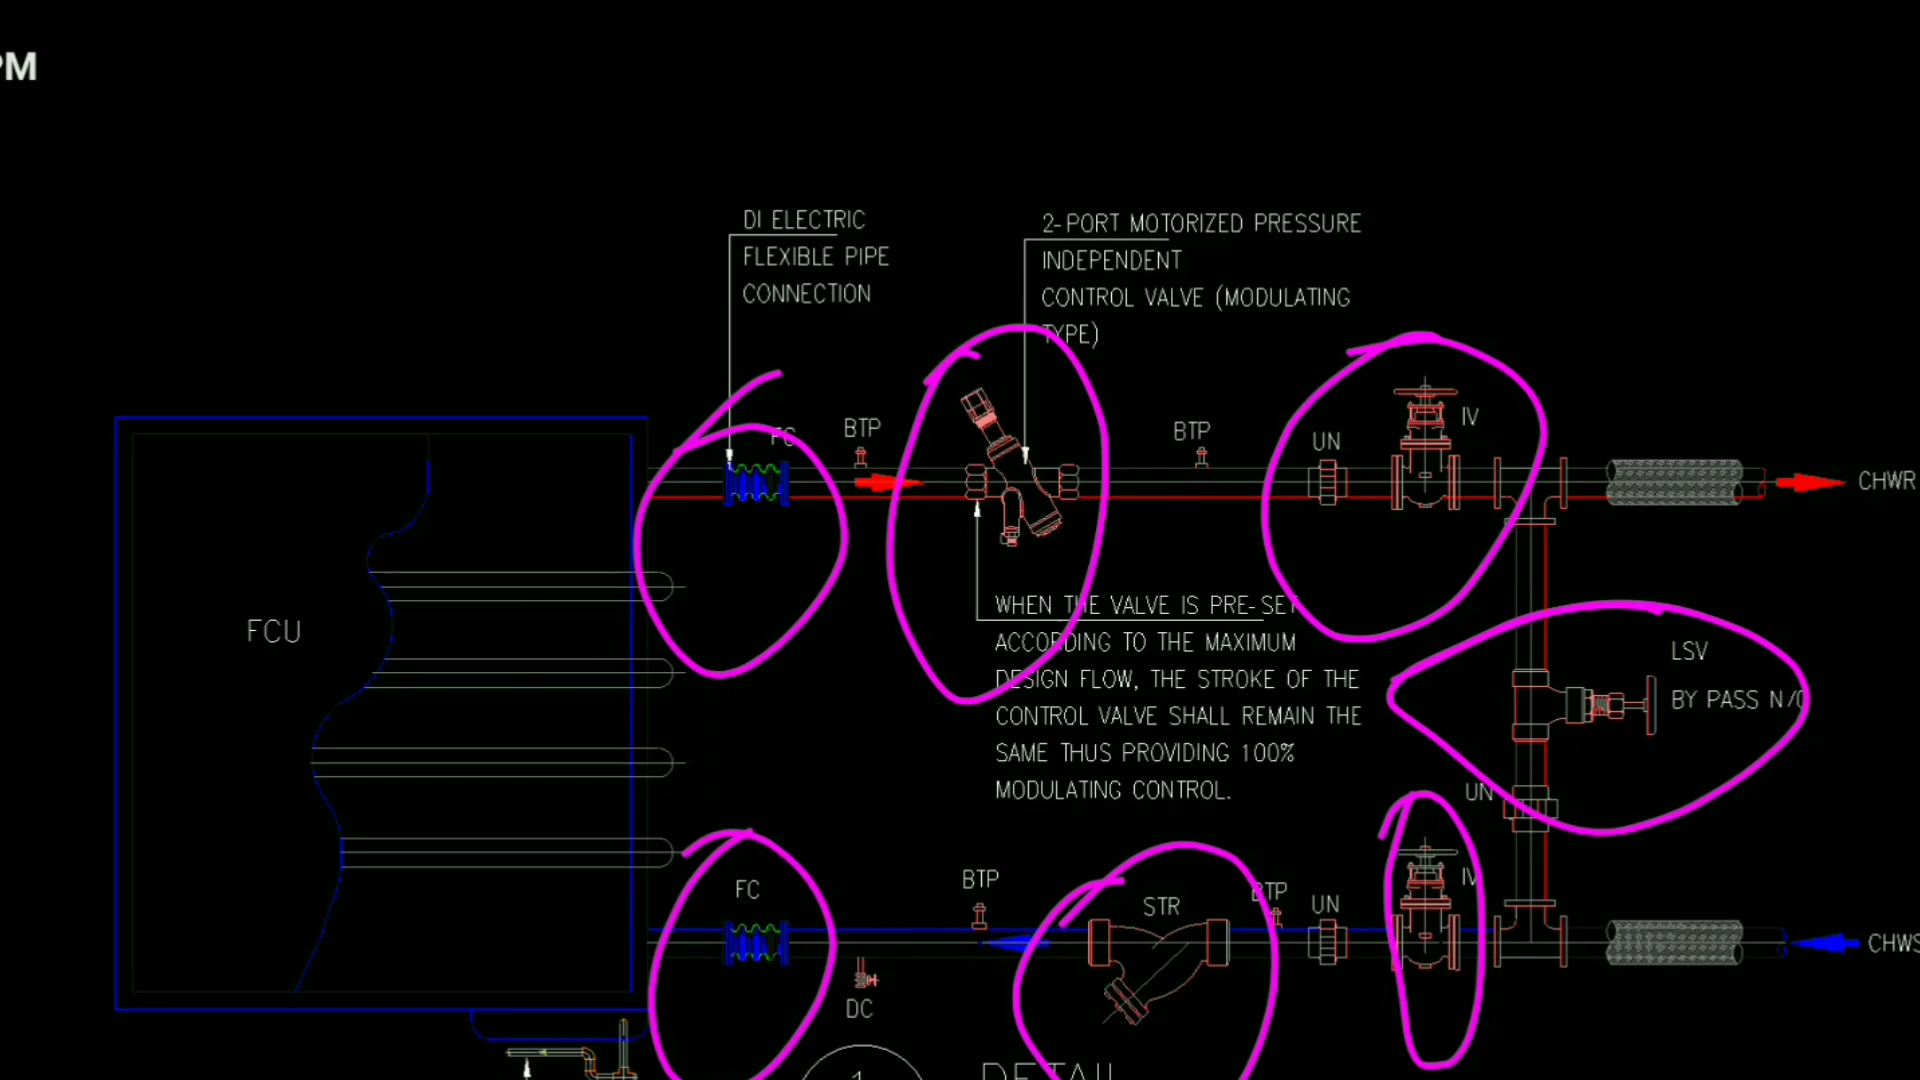 PM
DI ELECTRIC
FLEXIBLE PIPE
CONNECTION
2-PORT MOTORIZED PRESSURE
INDEPENDENT
CONTROL VALVE (MODULATING
TYPE)
FC
BTP
BTP
UN
IV
CHWR
FCU
WHEN THE VALVE IS PRE-SET
ACCORDING TO THE MAXIMUM
DESIGN FLOW, THE STROKE OF THE
CONTROL VALVE SHALL REMAIN THE
SAME THUS PROVIDING 100%
MODULATING CONTROL.
LSV
BY PASS N/C
UN
FC
BTP
STR
BTP
UN
IV
CHWS
DC
1
DETAIL